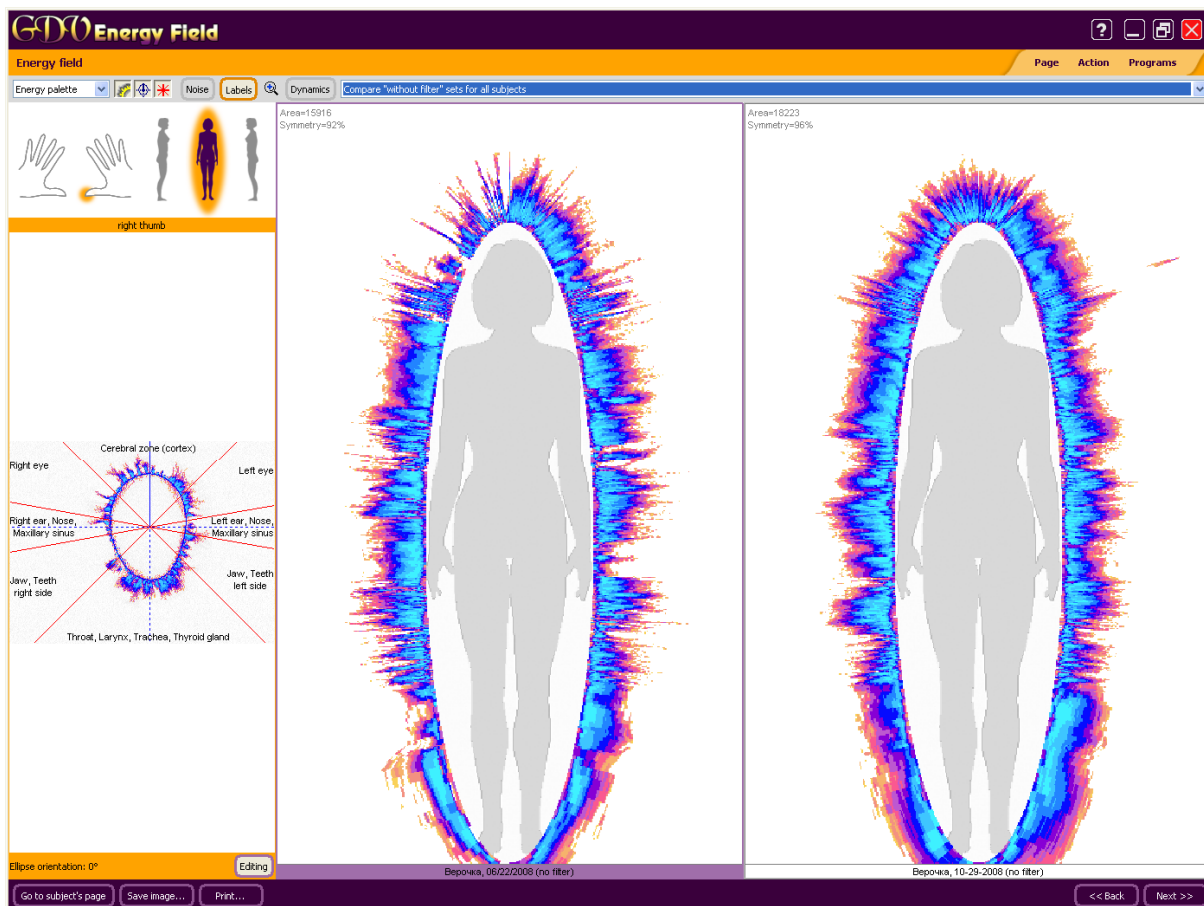 GDV Energy Field
?
Energy field
Page Action Programs
Energy palette Noise Labels Dynamics Compare "without filter" sets for all subjects
Area=15916
Symmetry=92%
Area=18223
Symmetry=96%
right thumb
Cerebral zone (cortex)
Right eye
Left eye
Right ear, Nose,
Maxillary sinus
Left ear, Nose,
Maxillary sinus
Jaw, Teeth
right side
Jaw, Teeth
left side
Throat, Larynx, Trachea, Thyroid gland
Ellipse orientation: 0° Editing
Верочка, 06/22/2008 (no filter)
Верочка, 10-29-2008 (no filter)
Go to subject's page Save image... Print... << Back Next >>